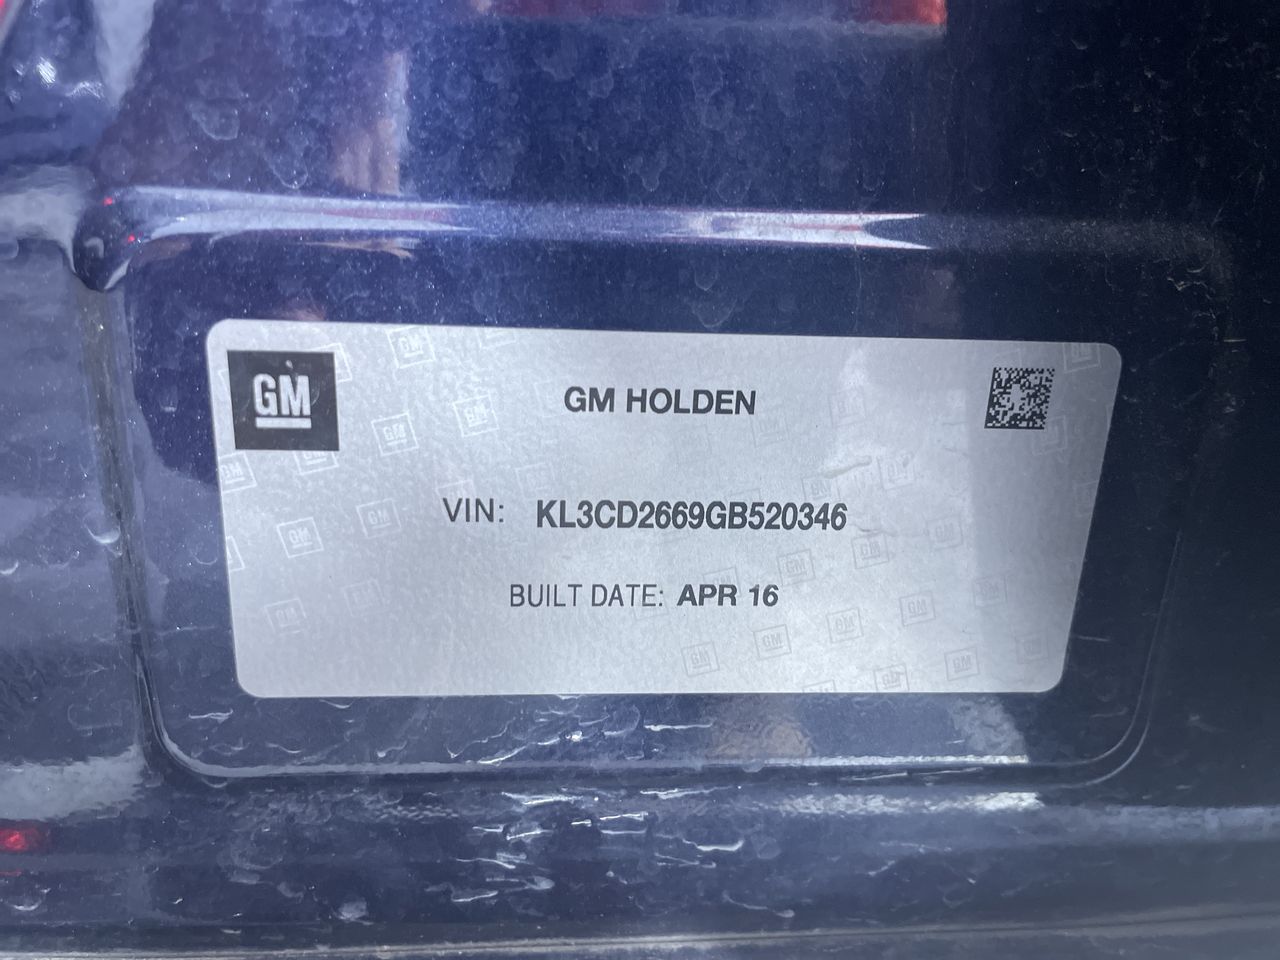 GM
GM HOLDEN
VIN: KL3CD2669GB520346
BUILT DATE: APR 16